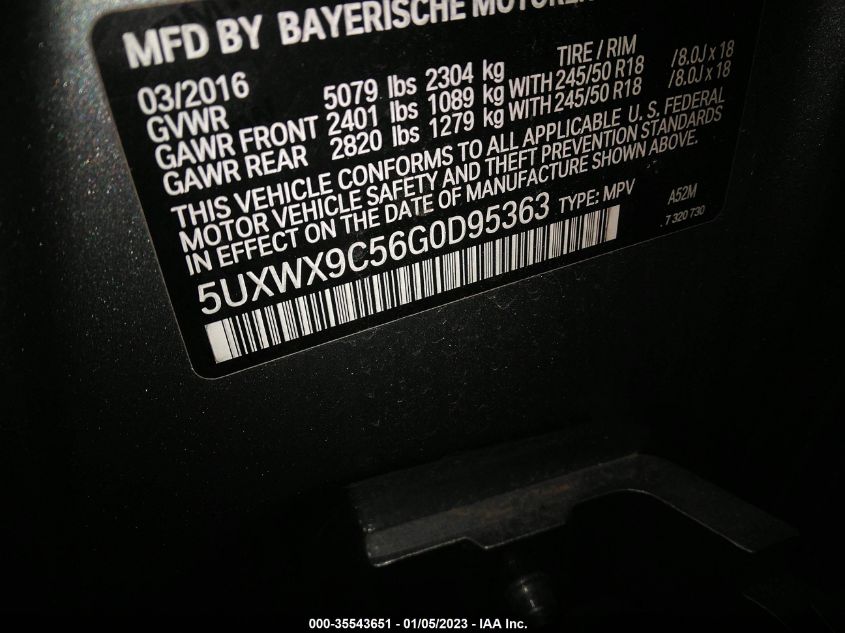 MFD BY BAYERISCHE MOTOREN
03/2016 TIRE / RIM
GVWR 5079 lbs 2304 kg
GAWR FRONT 2401 lbs 1089 kg WITH 245/50 R18 /8.0J x 18
GAWR REAR 2820 lbs 1279 kg WITH 245/50 R18 /8.0J x 18
THIS VEHICLE CONFORMS TO ALL APPLICABLE U. S. FEDERAL
MOTOR VEHICLE SAFETY AND THEFT PREVENTION STANDARDS
IN EFFECT ON THE DATE OF MANUFACTURE SHOWN ABOVE.
5UXWX9C56G0D95363 TYPE: MPV A52M
7 320 730
000-35543651 - 01/05/2023 - IAA Inc.